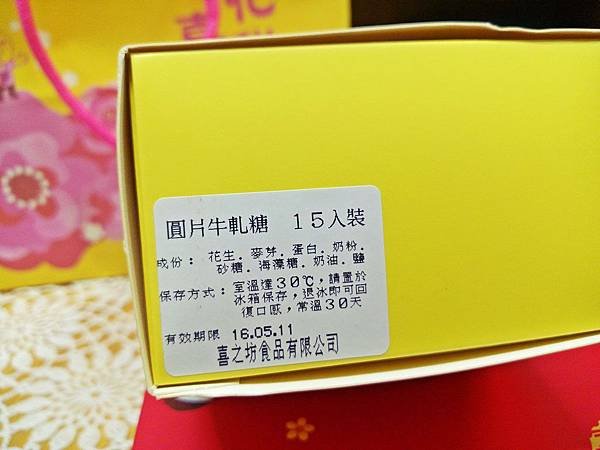 花
喜
圓片牛軋糖 15入裝
成份： 花生．麥芽．蛋白．奶粉．
砂糖．海藻糖．奶油．鹽
保存方式：室溫達30℃，請置於
冰箱保存，退冰即可回
復口感，常溫30天
有效期限 16.05.11
喜之坊食品有限公司